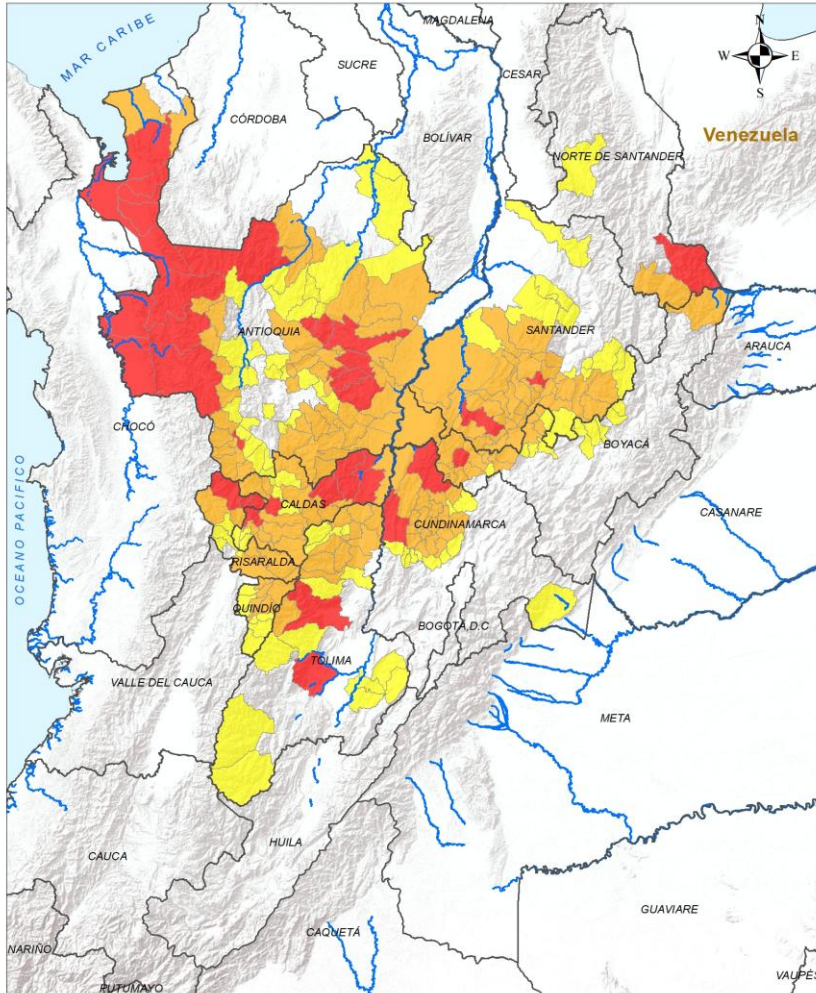 MAGDALENA
MAR CARIBE
SUCRE
CESAR
N
W
E
S
CÓRDOBA
BOLÍVAR
Venezuela
NORTE DE SANTANDER
ANTIOQUIA
SANTANDER
ARAUCA
CHOCÓ
BOYACÁ
OCEANO PACIFICO
CALDAS
CASANARE
CUNDINAMARCA
RISARALDA
QUINDÍO
BOGOTÁ, D.C
TOLIMA
VALLE DEL CAUCA
META
HUILA
CAUCA
GUAVIARE
CAQUETÁ
NARIÑO
PUTUMAYO
VAUPÉS